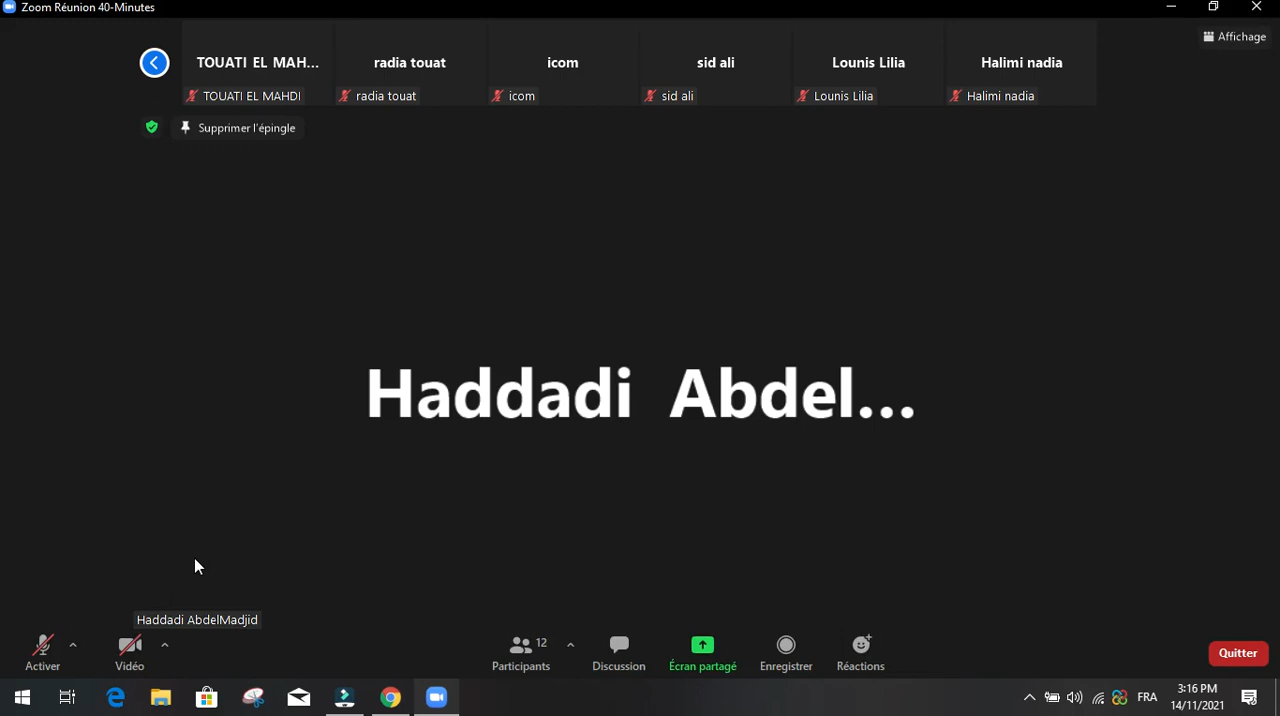 Zoom Réunion 40-Minutes
Affichage
TOUATI EL MAH... radia touat icom sid ali Lounis Lilia Halimi nadia
TOUATI EL MAHDI radia touat icom sid ali Lounis Lilia Halimi nadia
Supprimer l'épingle
Haddadi Abdel...
Haddadi AbdelMadjid
12
Activer Vidéo Participants Discussion Écran partagé Enregistrer Réactions Quitter
FRA
3:16 PM
14/11/2021